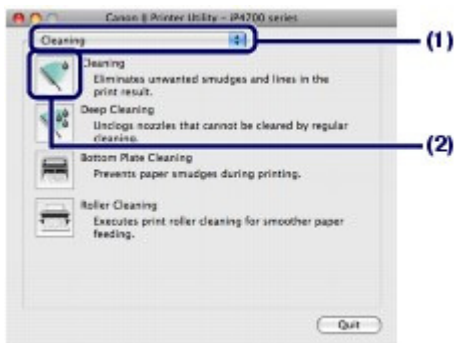 Canon IJ Printer Utility – iP4700 series
Cleaning
(1)
Cleaning
Eliminates unwanted smudges and lines in the
print result.
Deep Cleaning
Unclogs nozzles that cannot be cleared by regular
cleaning.
(2)
Bottom Plate Cleaning
Prevents paper smudges during printing.
Roller Cleaning
Executes print roller cleaning for smoother paper
feeding.
Quit